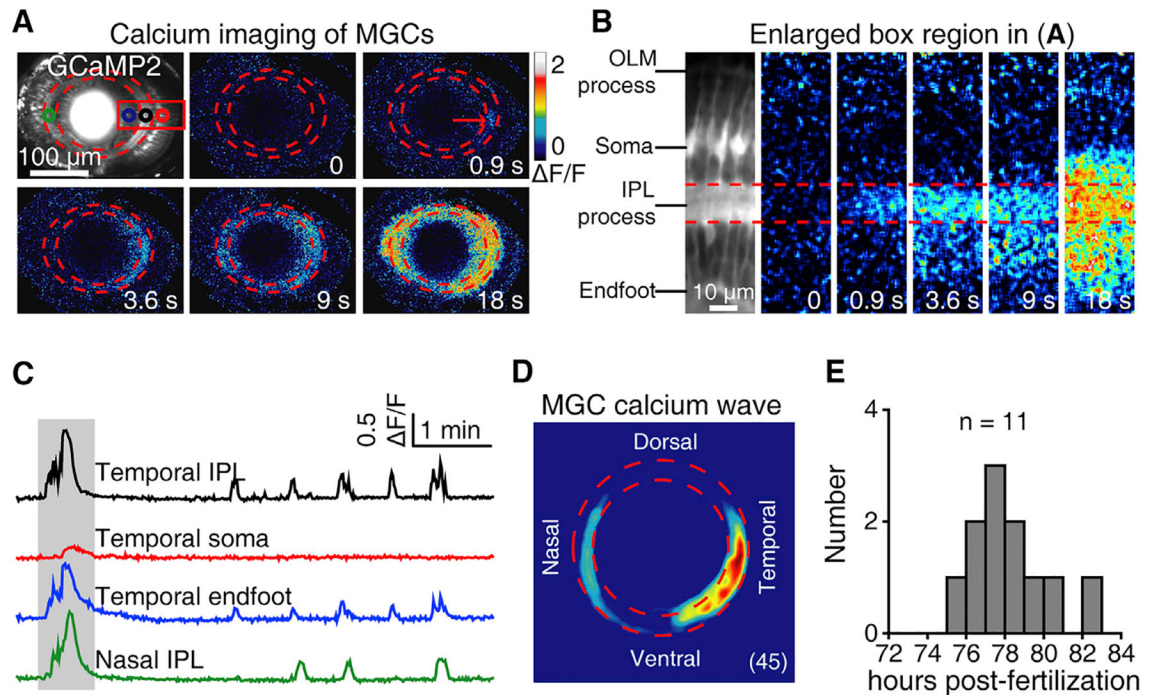 A
Calcium imaging of MGCs
GCaMP2
100 µm
0
0.9 s
3.6 s
9 s
18 s
2
0
ΔF/F
B
Enlarged box region in (A)
OLM
process
Soma
IPL
process
Endfoot
10 µm
0
0.9 s
3.6 s
9 s
18 s
C
0.5
ΔF/F
1 min
Temporal IPL
Temporal soma
Temporal endfoot
Nasal IPL
D
MGC calcium wave
Dorsal
Nasal
Temporal
Ventral
(45)
E
n = 11
Number
4
2
0
72 74 76 78 80 82 84
hours post-fertilization